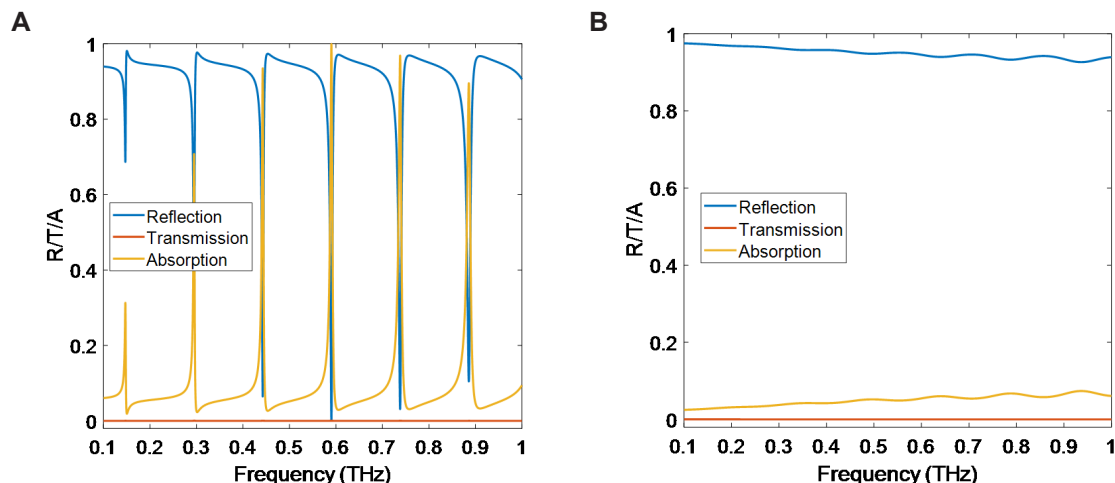 A
R/T/A
1
0.8
0.6
0.4
0.2
0
Reflection
Transmission
Absorption
0.1 0.2 0.3 0.4 0.5 0.6 0.7 0.8 0.9 1
Frequency (THz)
B
R/T/A
1
0.8
0.6
0.4
0.2
0
Reflection
Transmission
Absorption
0.1 0.2 0.3 0.4 0.5 0.6 0.7 0.8 0.9 1
Frequency (THz)